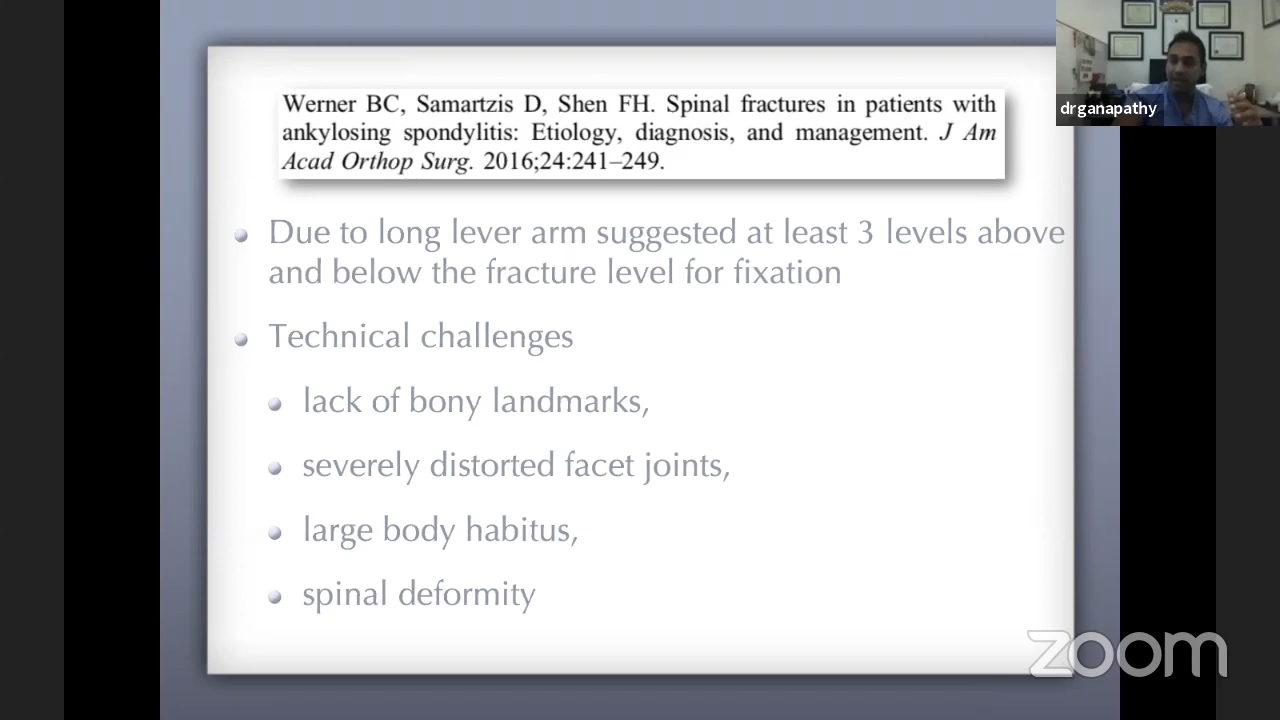 Werner BC, Samartzis D, Shen FH. Spinal fractures in patients with
ankylosing spondylitis: Etiology, diagnosis, and management. J Am
Acad Orthop Surg. 2016;24:241–249.
Due to long lever arm suggested at least 3 levels above
and below the fracture level for fixation
Technical challenges
lack of bony landmarks,
severely distorted facet joints,
large body habitus,
spinal deformity
drganapathy
zoom